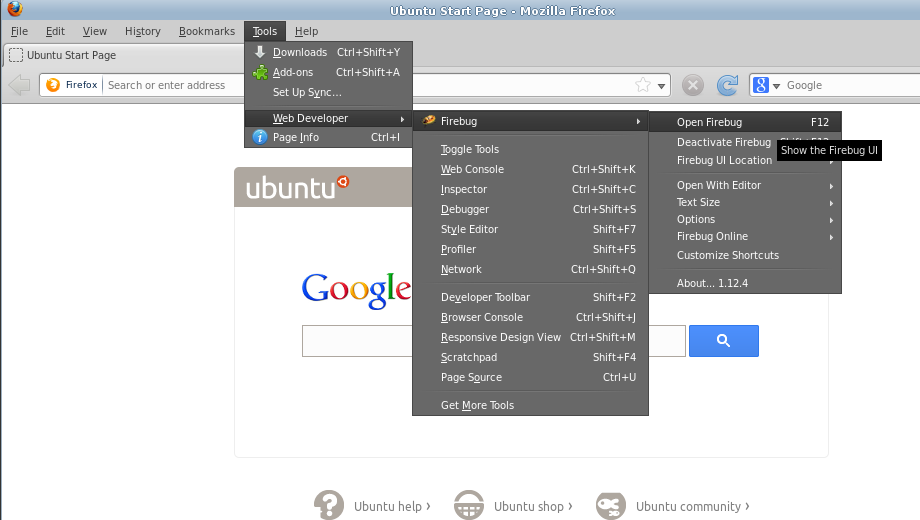 Ubuntu Start Page - Mozilla Firefox
File Edit View History Bookmarks Tools Help
Ubuntu Start Page
Firefox Search or enter address
Google
Downloads Ctrl+Shift+Y
Add-ons Ctrl+Shift+A
Set Up Sync...
Web Developer
Page Info Ctrl+I
Firebug
Toggle Tools
Web Console Ctrl+Shift+K
Inspector Ctrl+Shift+C
Debugger Ctrl+Shift+S
Style Editor Shift+F7
Profiler Shift+F5
Network Ctrl+Shift+Q
Developer Toolbar Shift+F2
Browser Console Ctrl+Shift+J
Responsive Design View Ctrl+Shift+M
Scratchpad Shift+F4
Page Source Ctrl+U
Get More Tools
Open Firebug F12
Deactivate Firebug
Show the Firebug UI
Firebug UI Location
Open With Editor
Text Size
Options
Firebug Online
Customize Shortcuts
About... 1.12.4
ubuntu
Google
Ubuntu help › Ubuntu shop › Ubuntu community ›